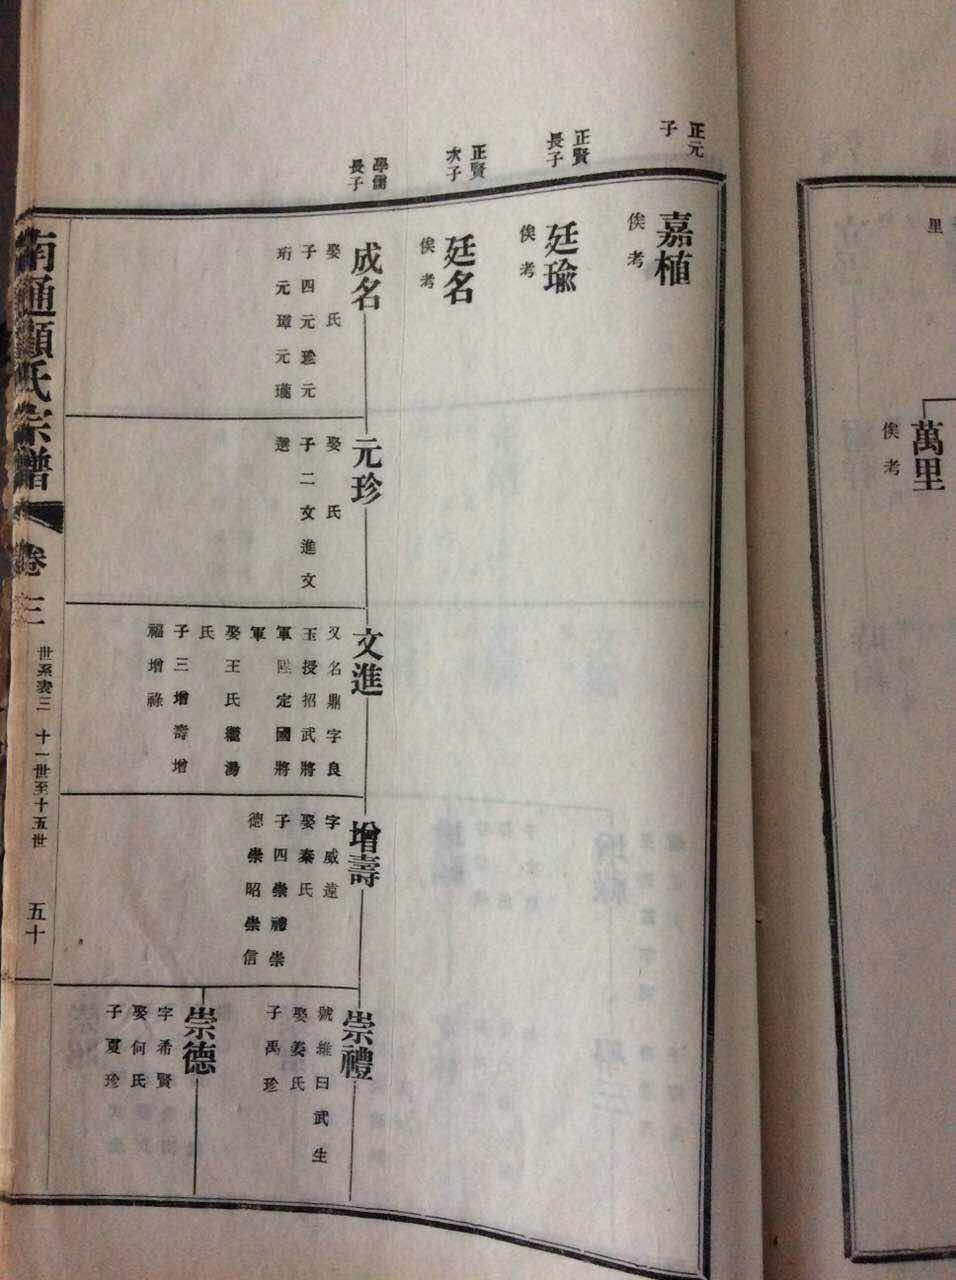 里
萬里
俟考
正元
子
嘉植
俟考
正賢
長子
廷瑜
俟考
正賢
次子
廷名
俟考
學儒
長子
成名
娶氏
子四元珍元
珩元璋元瓏
元珍
娶氏
子二文進文
選
文進
又名鼎字良
玉授招武將
軍陞定國將
軍
娶王氏繼湯
氏
子三增壽增
福增祿
增壽
字威遠
娶秦氏
子四崇禮崇
德崇昭崇信
崇禮
號維曰武生
娶姜氏
子禹珍
崇德
字希賢
娶何氏
子夏珍
南通顧氏宗譜
卷三
世系表三 十一世至十五世
五十